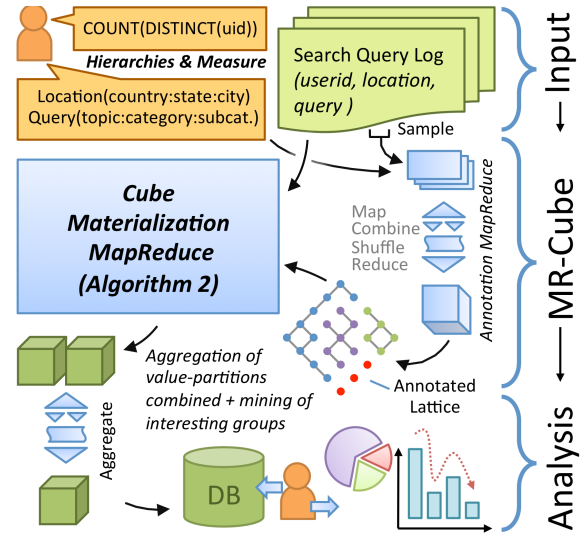 COUNT(DISTINCT(uid))
Hierarchies & Measure
Location(country:state:city)
Query(topic:category:subcat.)
Search Query Log
(userid, location,
query )
Sample
Input
Cube
Materialization
MapReduce
(Algorithm 2)
Map
Combine
Shuffle
Reduce
Annotation MapReduce
MR-Cube
Annotated
Lattice
Aggregation of
value-partitions
combined + mining of
interesting groups
Aggregate
DB
Analysis